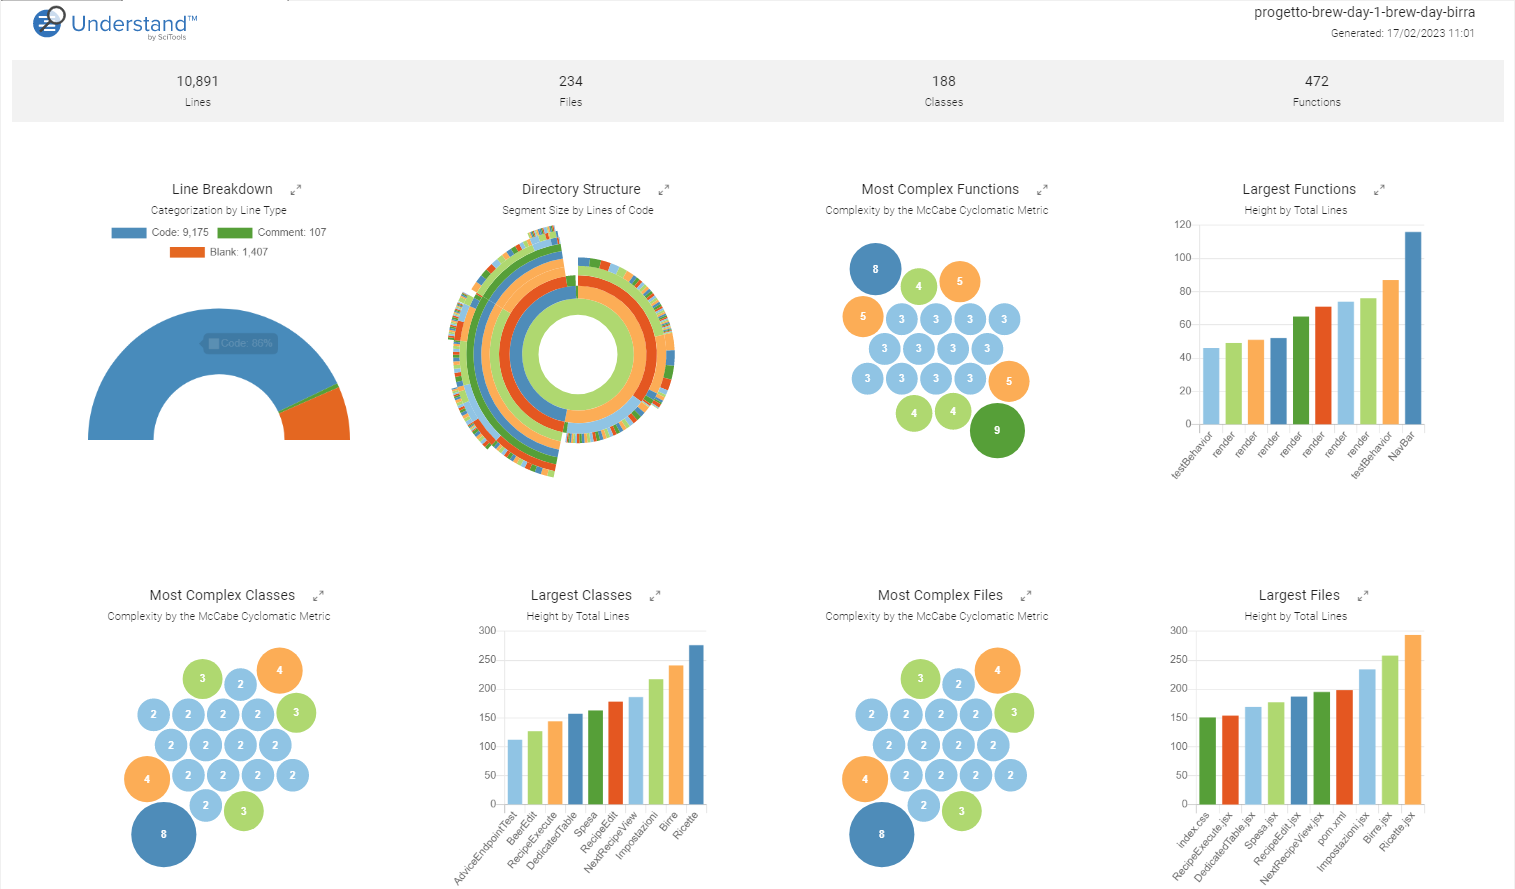 Understand™
by SciTools
progetto-brew-day-1-brew-day-birra
Generated: 17/02/2023 11:01
10,891
Lines
234
Files
188
Classes
472
Functions
Line Breakdown
Categorization by Line Type
Code: 9,175
Comment: 107
Blank: 1,407
Code: 85%
Directory Structure
Segment Size by Lines of Code
Most Complex Functions
Complexity by the McCabe Cyclomatic Metric
8
4
5
5
3 3 3 3
3 3 3 3
3 3 3 3
5
4 4
9
Largest Functions
Height by Total Lines
120
100
80
60
40
20
0
testBehavior
render
render
render
render
render
render
render
testBehavior
NavBar
Most Complex Classes
Complexity by the McCabe Cyclomatic Metric
3
2
4
2 2 2 2
3
2 2 2 2
4
2 2 2 2
2
3
8
Largest Classes
Height by Total Lines
300
250
200
150
100
50
0
AdviceEndpointTest
BeerEdit
RecipeExecute
DedicatedTable
Spesa
RecipeEdit
NextRecipeView
Impostazioni
Birre
Ricette
Most Complex Files
Complexity by the McCabe Cyclomatic Metric
3
2
4
2 2 2 2
3
2 2 2 2
4
2 2 2 2
2
3
8
Largest Files
Height by Total Lines
300
250
200
150
100
50
0
index.css
RecipeExecute.jsx
DedicatedTable.jsx
Spesa.jsx
RecipeEdit.jsx
NextRecipeView.jsx
pom.xml
Impostazioni.jsx
Birre.jsx
Ricette.jsx